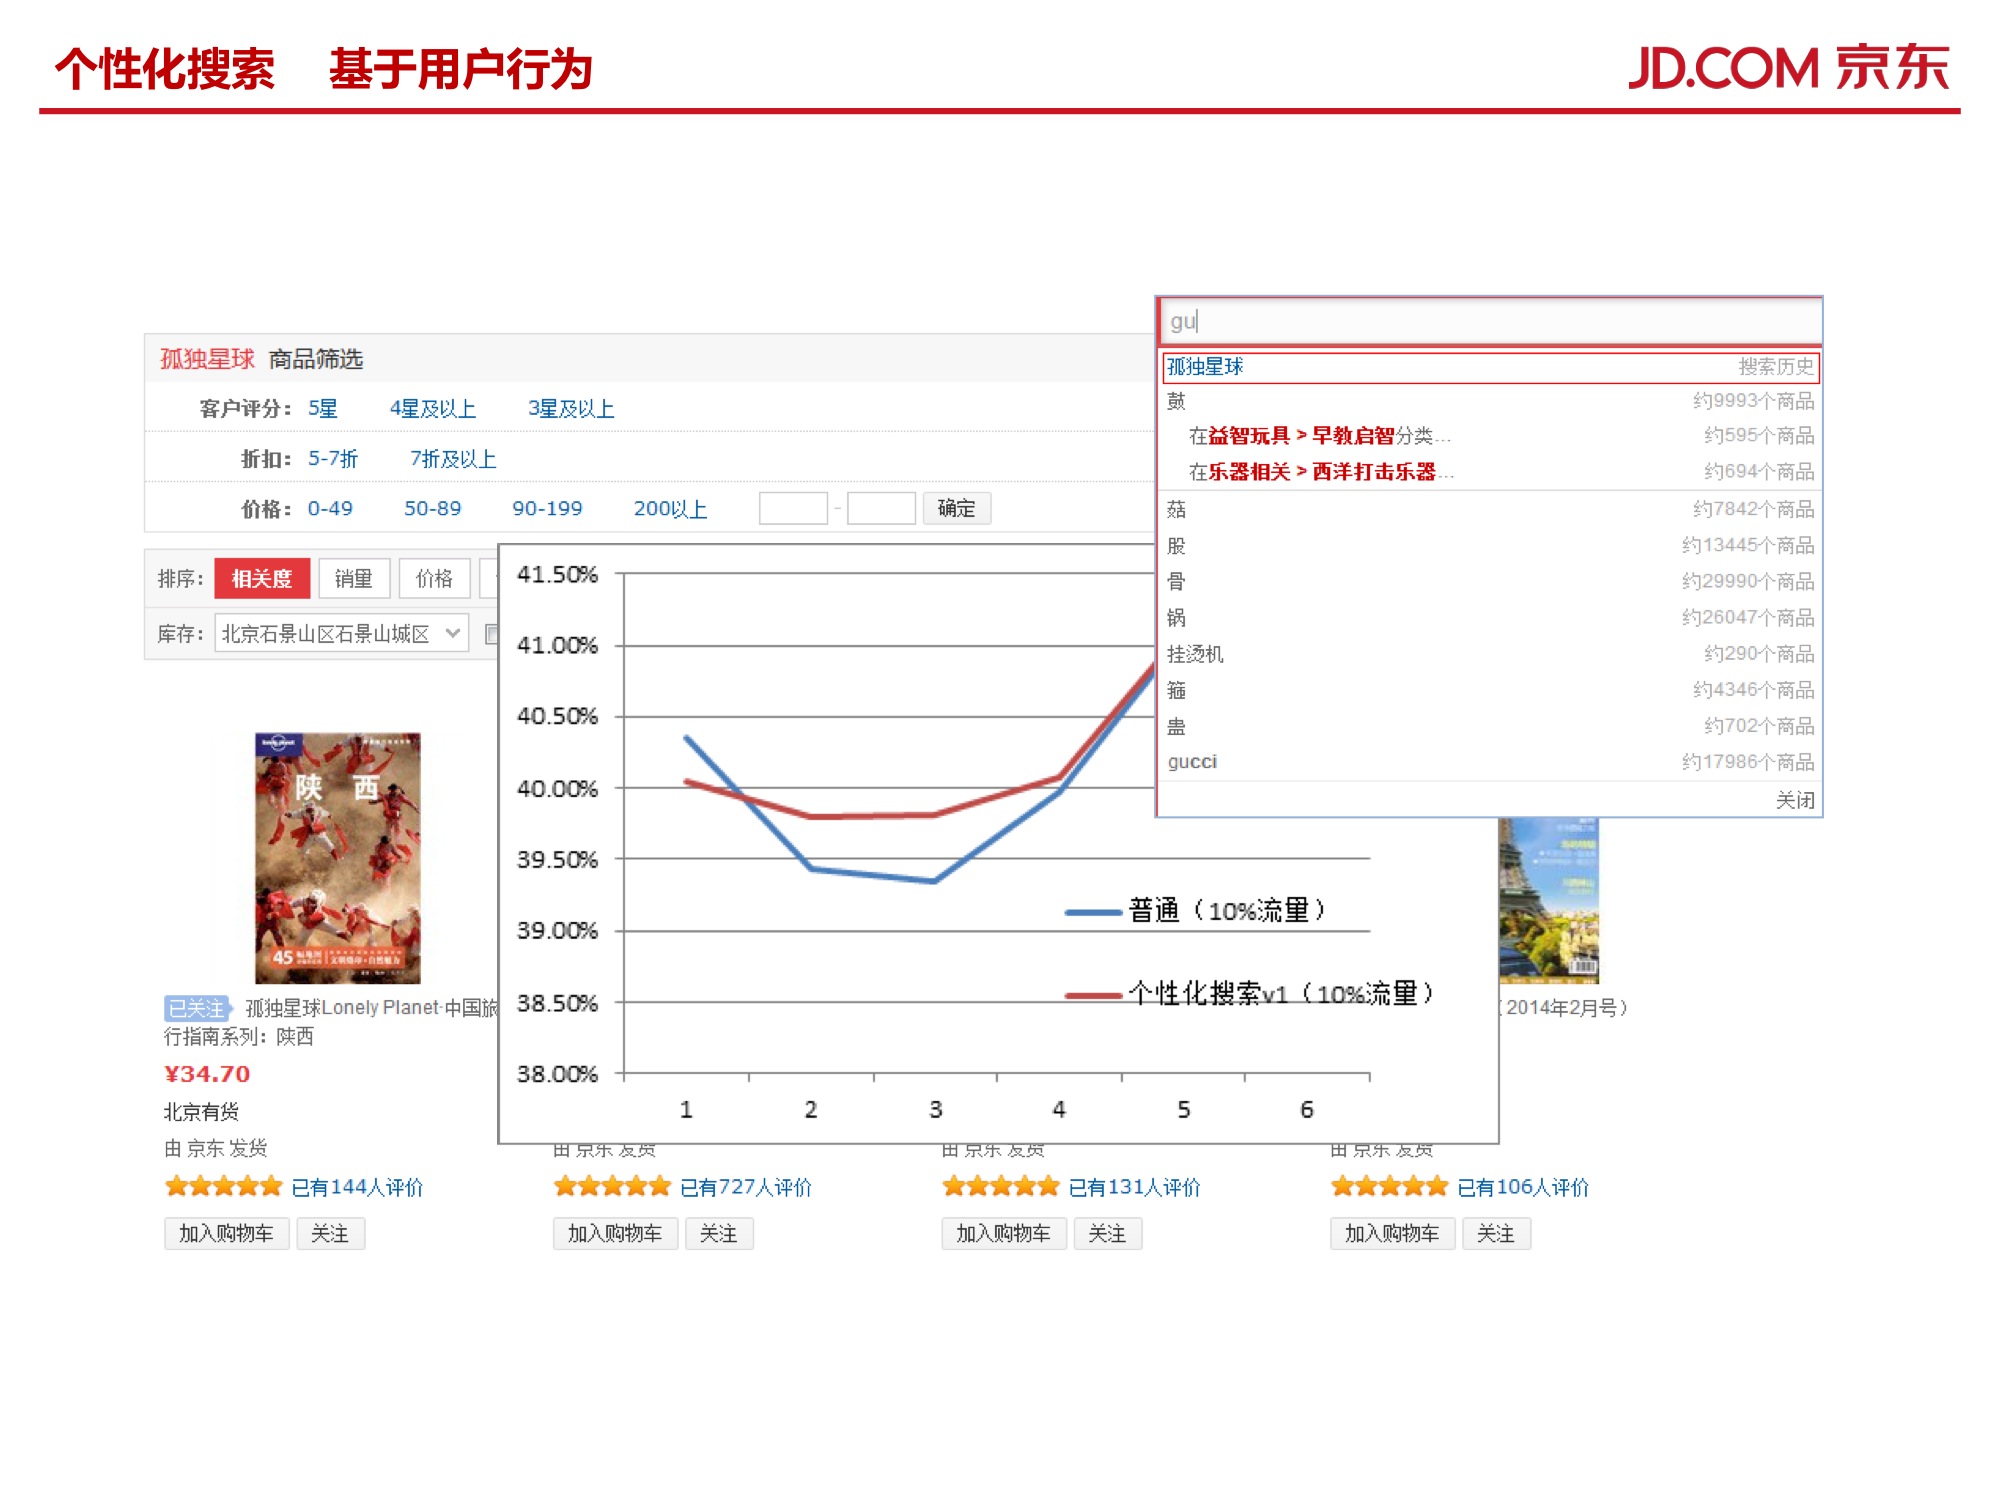 个性化搜索 基于用户行为
JD.COM 京东
孤独星球 商品筛选
客户评分： 5星 4星及以上 3星及以上
折扣： 5-7折 7折及以上
价格： 0-49 50-89 90-199 200以上 - 确定
排序： 相关度 销量 价格
库存： 北京石景山区石景山城区
gu
孤独星球 搜索历史
鼓 约9993个商品
在益智玩具 > 早教启智分类... 约595个商品
在乐器相关 > 西洋打击乐器... 约694个商品
菇 约7842个商品
股 约13445个商品
骨 约29990个商品
锅 约26047个商品
挂烫机 约290个商品
箍 约4346个商品
蛊 约702个商品
gucci 约17986个商品
关闭
41.50%
41.00%
40.50%
40.00%
39.50%
39.00%
38.50%
38.00%
1 2 3 4 5 6
普通（10%流量）
个性化搜索v1（10%流量）
lonely planet
陕 西
45
已关注 孤独星球Lonely Planet·中国旅
行指南系列：陕西
¥34.70
北京有货
由 京东 发货
已有144人评价
加入购物车 关注
由 京东 发货
已有727人评价
加入购物车 关注
由 京东 发货
已有131人评价
加入购物车 关注
2014年2月号）
由 京东 发货
已有106人评价
加入购物车 关注